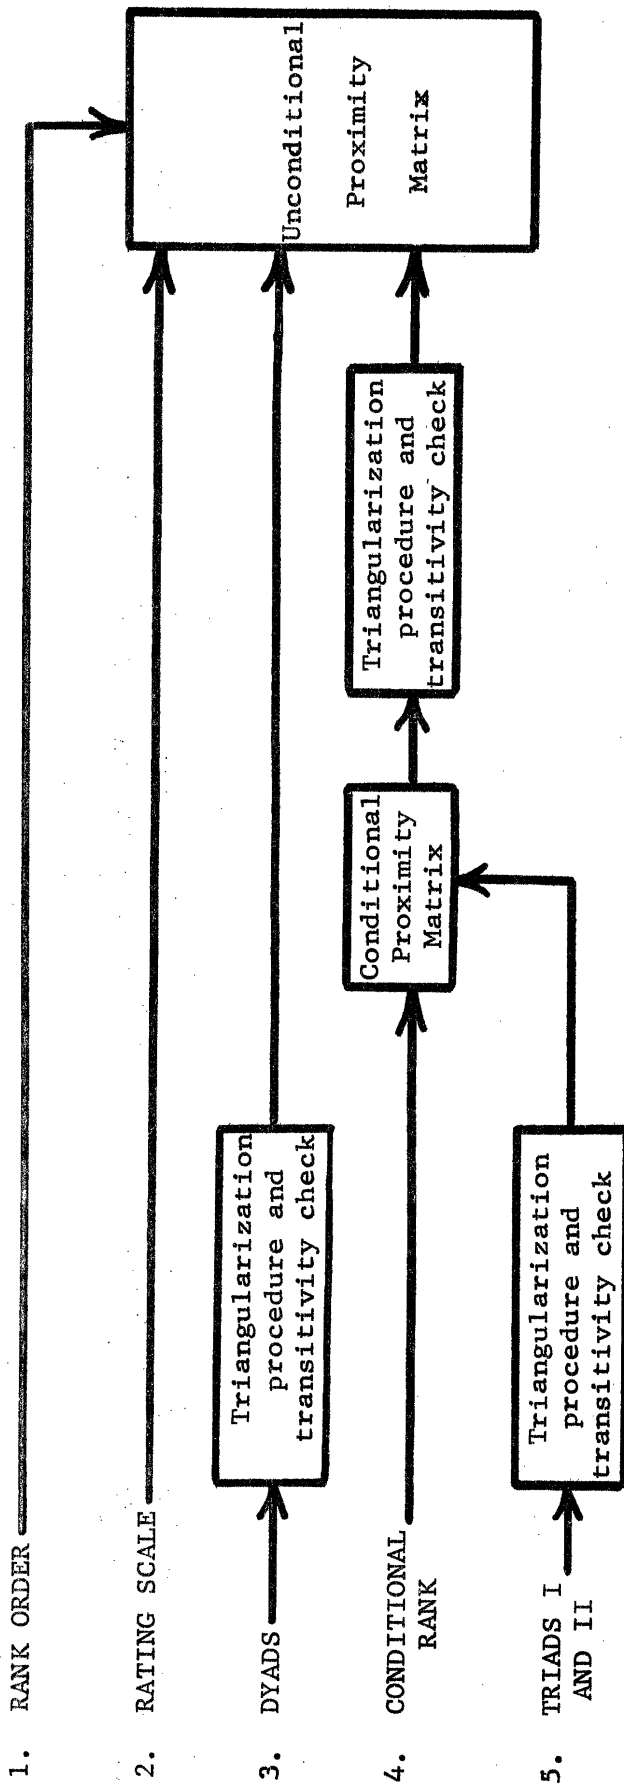 1. RANK ORDER
2. RATING SCALE
3. DYADS
Triangularization
procedure and
transitivity check
4. CONDITIONAL
RANK
Conditional
Proximity
Matrix
Triangularization
procedure and
transitivity check
Unconditional
Proximity
Matrix
5. TRIADS I
AND II
Triangularization
procedure and
transitivity check